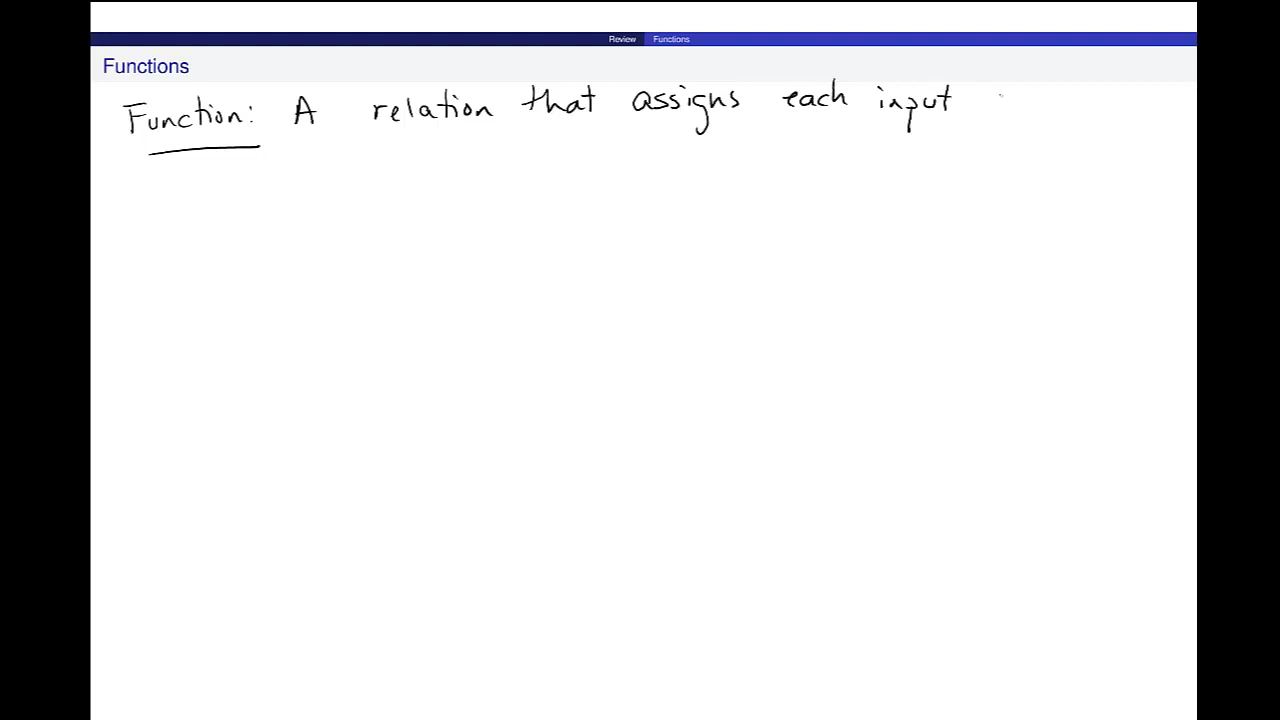 Review Functions
Functions
Function: A relation that assigns each input